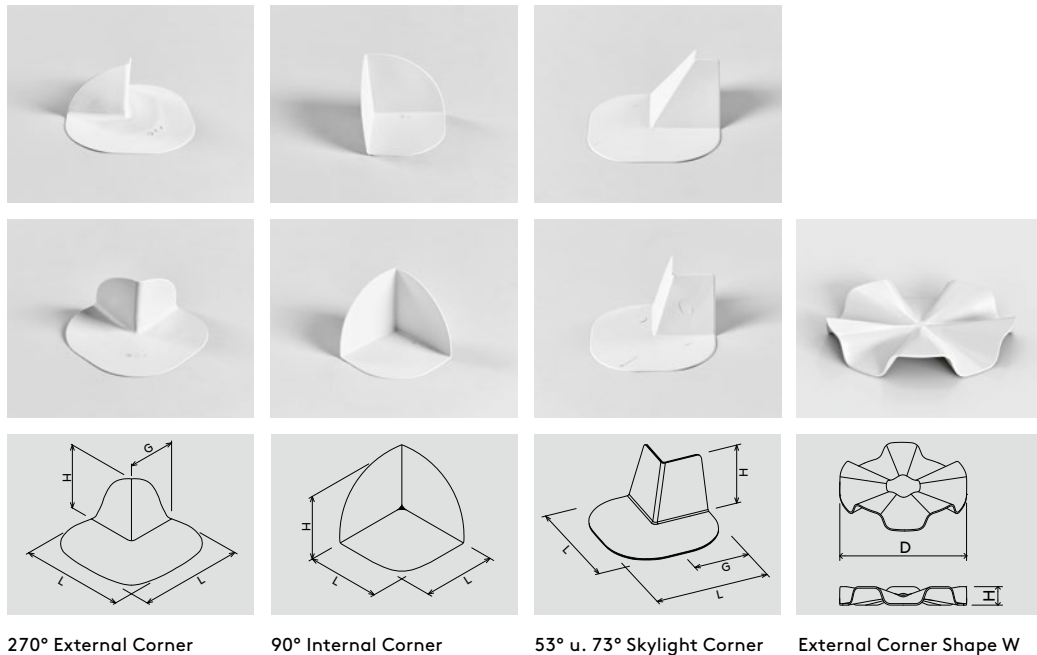 G
H
L
L
H
L
L
H
L
G
L
D
H
270° External Corner
90° Internal Corner
53° u. 73° Skylight Corner
External Corner Shape W